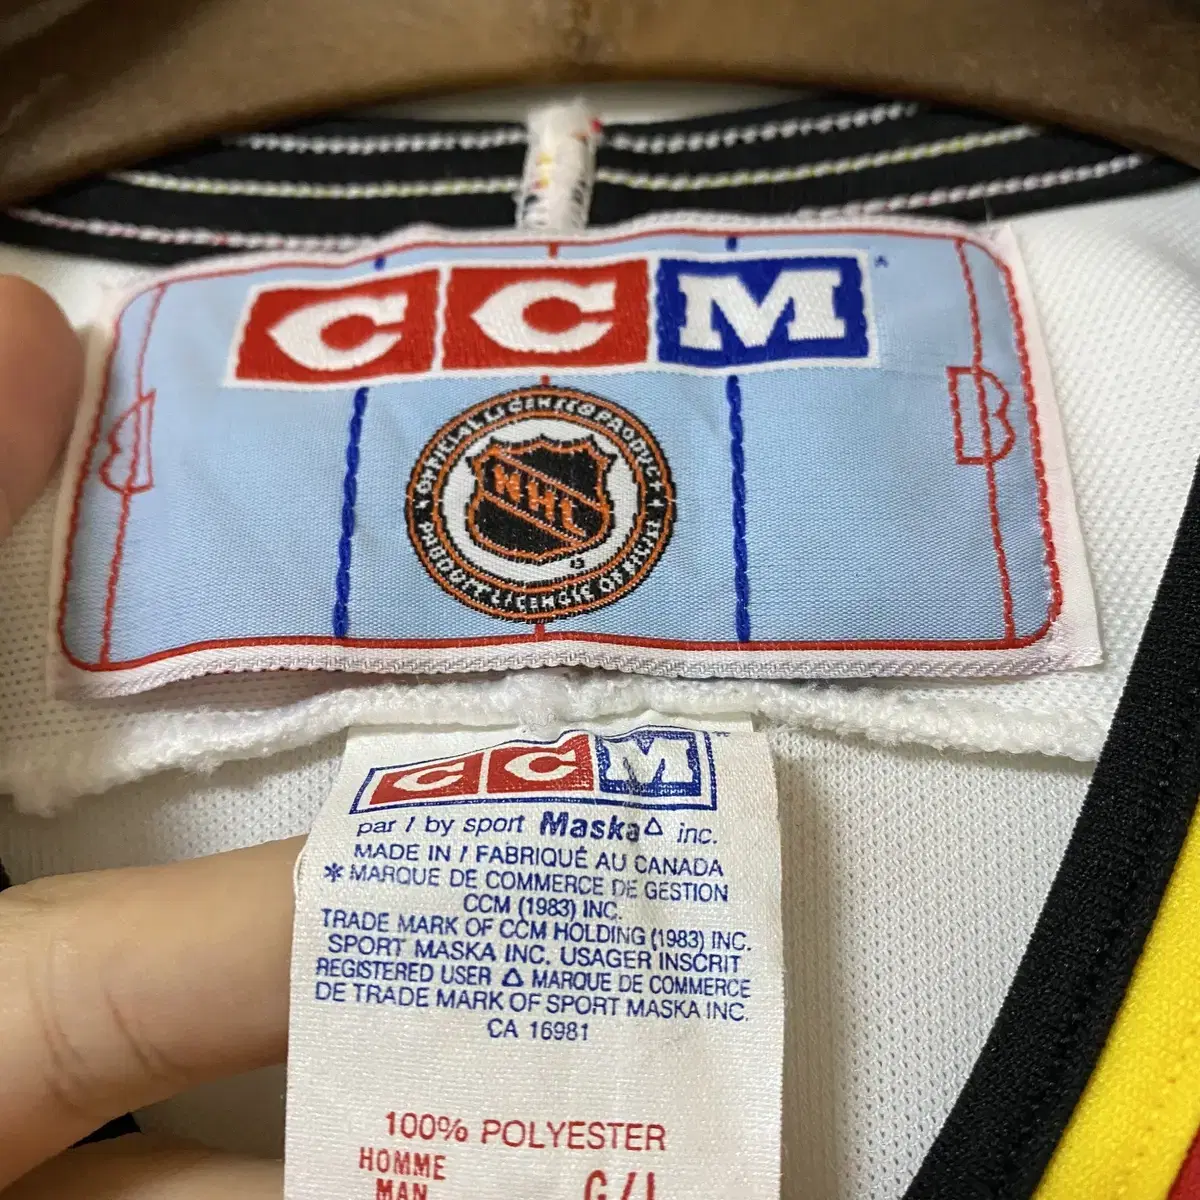 CCM
OFFICIAL LICENSED PRODUCT
NHL
PRODUIT LICENCIE OFFICIEL
CCM
par / by sport Maska△ inc.
MADE IN / FABRIQUÉ AU CANADA
* MARQUE DE COMMERCE DE GESTION
CCM (1983) INC.
TRADE MARK OF CCM HOLDING (1983) INC.
SPORT MASKA INC. USAGER INSCRIT
REGISTERED USER △ MARQUE DE COMMERCE
DE TRADE MARK OF SPORT MASKA INC.
CA 16981
100% POLYESTER
HOMME
MAN
G/L